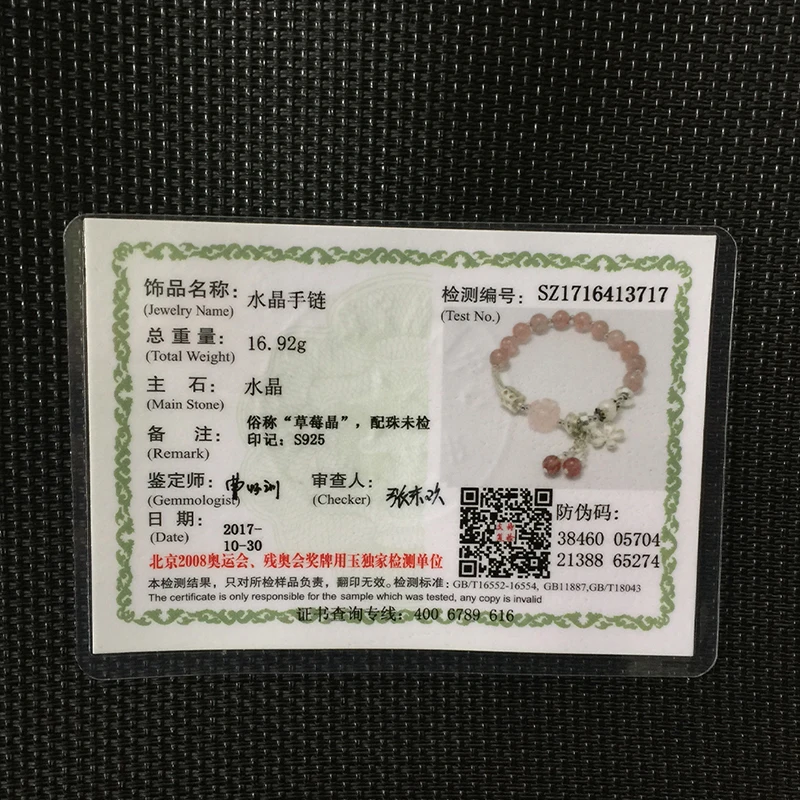 饰品名称：水晶手链
(Jewelry Name)
检测编号：SZ1716413717
(Test No.)
总重量：16.92g
(Total Weight)
主石：水晶
(Main Stone)
备注：俗称“草莓晶”，配珠未检
印记：S925
(Remark)
鉴定师：
(Gemmologist)
审查人：
(Checker)
日期：2017-
10-30
(Date)
防伪码：
38460 05704
21388 65274
北京2008奥运会、残奥会奖牌用玉独家检测单位
本检测结果，只对所检样品负责，翻印无效。检测标准：GB/T16552-16554, GB11887,GB/T18043
The certificate is only responsible for the sample which was tested, any copy is invalid
证书查询专线：400 6789 616